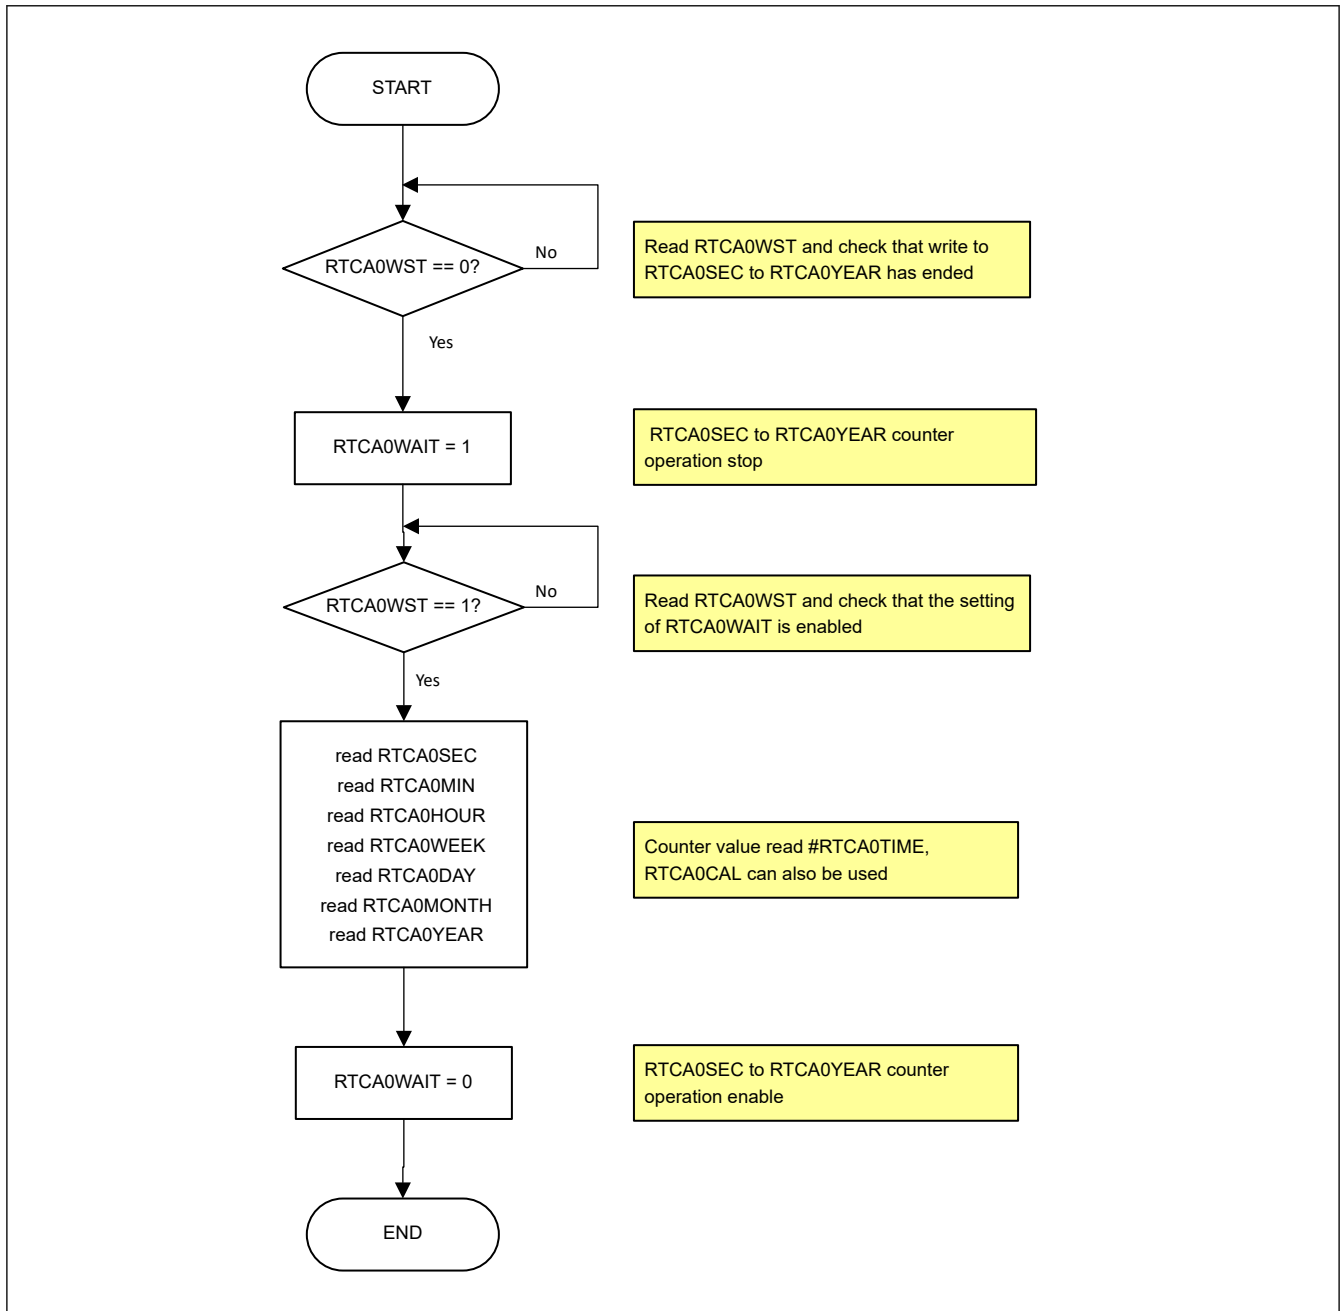 START
RTCA0WST == 0?
No
Read RTCA0WST and check that write to
RTCA0SEC to RTCA0YEAR has ended
Yes
RTCA0WAIT = 1
RTCA0SEC to RTCA0YEAR counter
operation stop
RTCA0WST == 1?
No
Read RTCA0WST and check that the setting
of RTCA0WAIT is enabled
Yes
read RTCA0SEC
read RTCA0MIN
read RTCA0HOUR
read RTCA0WEEK
read RTCA0DAY
read RTCA0MONTH
read RTCA0YEAR
Counter value read #RTCA0TIME,
RTCA0CAL can also be used
RTCA0WAIT = 0
RTCA0SEC to RTCA0YEAR counter
operation enable
END